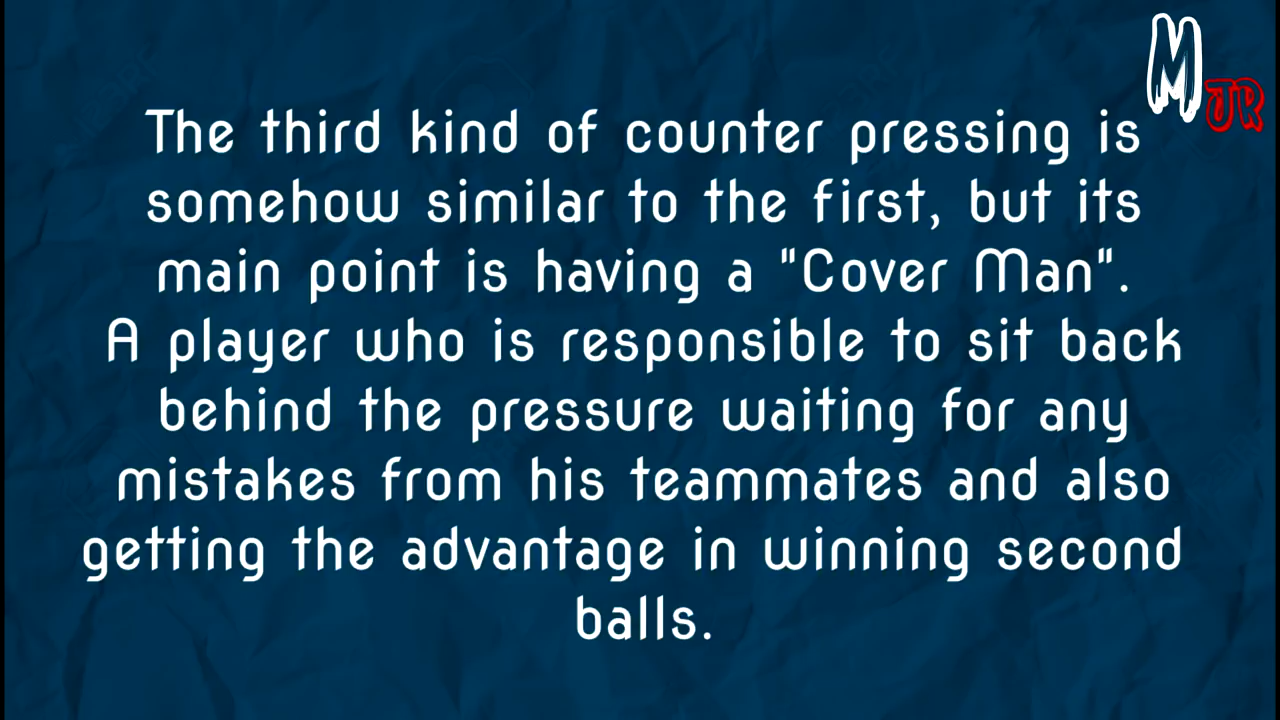 M
JR
The third kind of counter pressing is
somehow similar to the first, but its
main point is having a "Cover Man".
A player who is responsible to sit back
behind the pressure waiting for any
mistakes from his teammates and also
getting the advantage in winning second
balls.